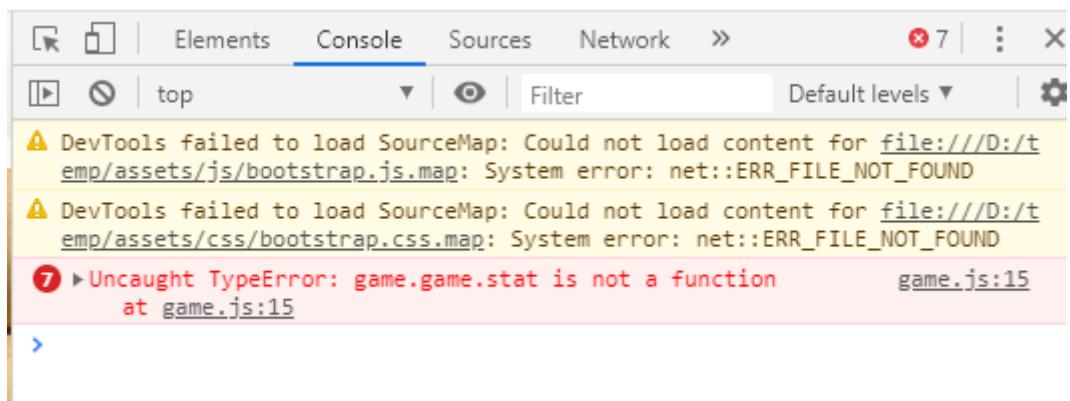 Elements Console Sources Network » 7
top Filter Default levels ▼
DevTools failed to load SourceMap: Could not load content for file:///D:/t
emp/assets/js/bootstrap.js.map: System error: net::ERR_FILE_NOT_FOUND
DevTools failed to load SourceMap: Could not load content for file:///D:/t
emp/assets/css/bootstrap.css.map: System error: net::ERR_FILE_NOT_FOUND
7 Uncaught TypeError: game.game.stat is not a function game.js:15
at game.js:15